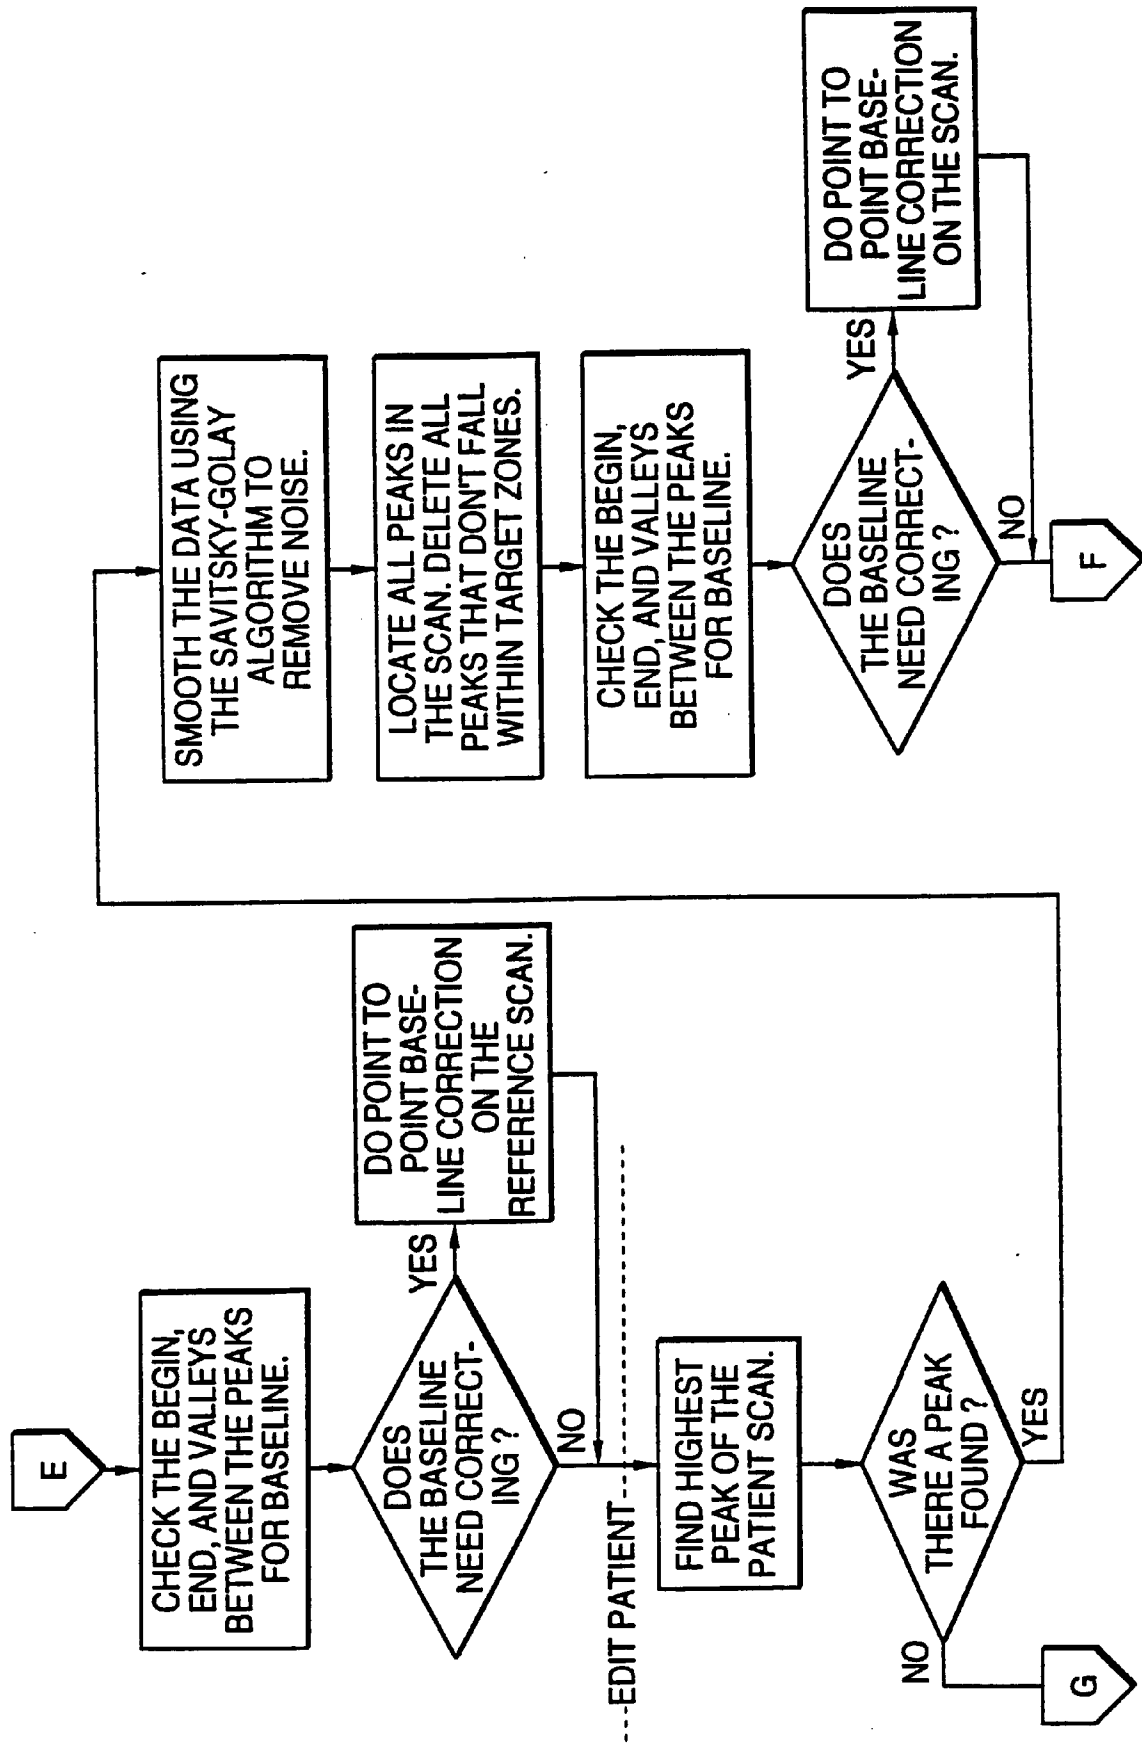 E
CHECK THE BEGIN,
END, AND VALLEYS
BETWEEN THE PEAKS
FOR BASELINE.
DOES
THE BASELINE
NEED CORRECT-
ING ?
YES
DO POINT TO
POINT BASE-
LINE CORRECTION
ON THE
REFERENCE SCAN.
NO
EDIT PATIENT
FIND HIGHEST
PEAK OF THE
PATIENT SCAN.
WAS
THERE A PEAK
FOUND ?
NO
G
YES
SMOOTH THE DATA USING
THE SAVITSKY-GOLAY
ALGORITHM TO
REMOVE NOISE.
LOCATE ALL PEAKS IN
THE SCAN. DELETE ALL
PEAKS THAT DON'T FALL
WITHIN TARGET ZONES.
CHECK THE BEGIN,
END, AND VALLEYS
BETWEEN THE PEAKS
FOR BASELINE.
DOES
THE BASELINE
NEED CORRECT-
ING ?
YES
DO POINT TO
POINT BASE-
LINE CORRECTION
ON THE SCAN.
NO
F